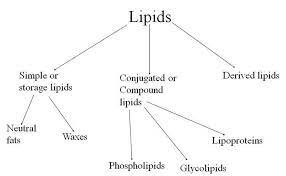 Lipids
Simple or
storage lipids
Conjugated or
Compound
lipids
Derived lipids
Neutral
fats
Waxes
Phospholipids
Glycolipids
Lipoproteins